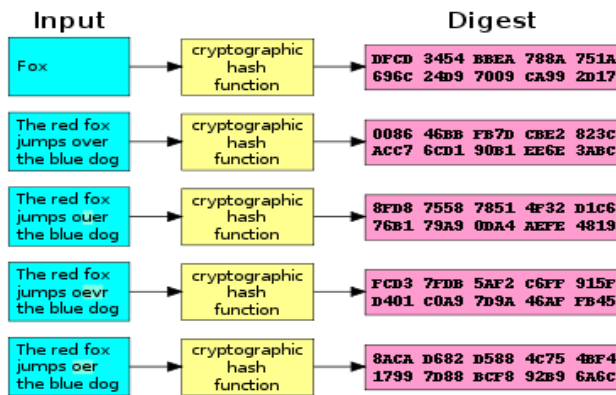 Input
Digest
Fox
cryptographic
hash
function
DFCD 3454 BBEA 788A 751A
696C 24D9 7009 CA99 2D17
The red fox
jumps over
the blue dog
cryptographic
hash
function
0086 46BB FB7D CBE2 823C
ACC7 6CD1 90B1 EE6E 3ABC
The red fox
jumps ouer
the blue dog
cryptographic
hash
function
8FD8 7558 7851 4F32 D1C6
76B1 79A9 0DA4 AEFE 4819
The red fox
jumps oevr
the blue dog
cryptographic
hash
function
FCD3 7FDB 5AF2 C6FF 915F
D401 C0A9 7D9A 46AF FB45
The red fox
jumps oer
the blue dog
cryptographic
hash
function
8ACA D682 D588 4C75 4BF4
1799 7D88 BCF8 92B9 6A6C